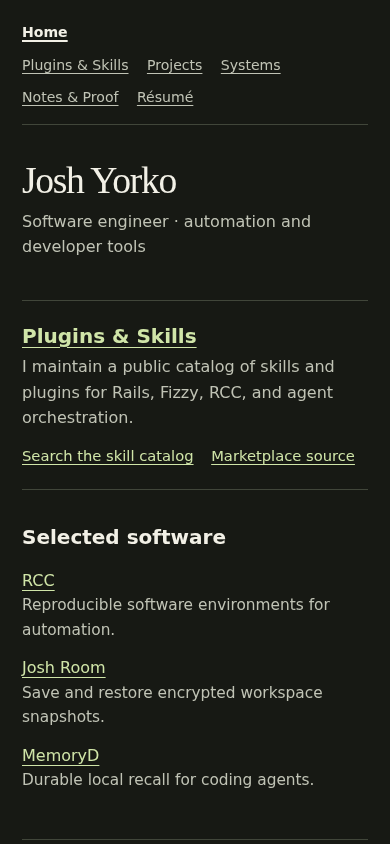 Home
Plugins & Skills Projects Systems
Notes & Proof Résumé
Josh Yorko
Software engineer · automation and
developer tools
Plugins & Skills
I maintain a public catalog of skills and
plugins for Rails, Fizzy, RCC, and agent
orchestration.
Search the skill catalog Marketplace source
Selected software
RCC
Reproducible software environments for
automation.
Josh Room
Save and restore encrypted workspace
snapshots.
MemoryD
Durable local recall for coding agents.